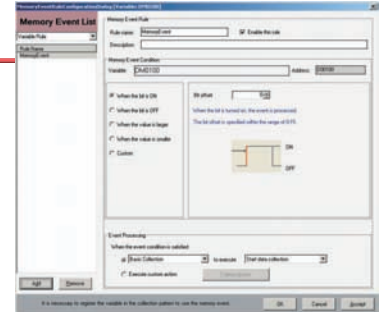 MemoryEventRuleConfigurationDialog [Variable: DM0100]
Memory Event List
Variable Rule
Rule Name
MemoryEvent
Memory Event Rule
Rule name: MemoryEvent
Enable this rule
Description:
Memory Event Condition
Variable: DM0100
Address:
When the bit is ON
When the bit is OFF
When the value is larger
When the value is smaller
Custom
Bit offset
When the bit is turned on, the event is processed.
The bit offset is specified within the range of 0-15.
ON
OFF
Event Processing
When the event condition is satisfied
at Basic Collection to execute Start data collection
Execute custom action
Add
Remove
It is necessary to register the variable in the collection pattern to use the memory event.
OK
Cancel
Accept